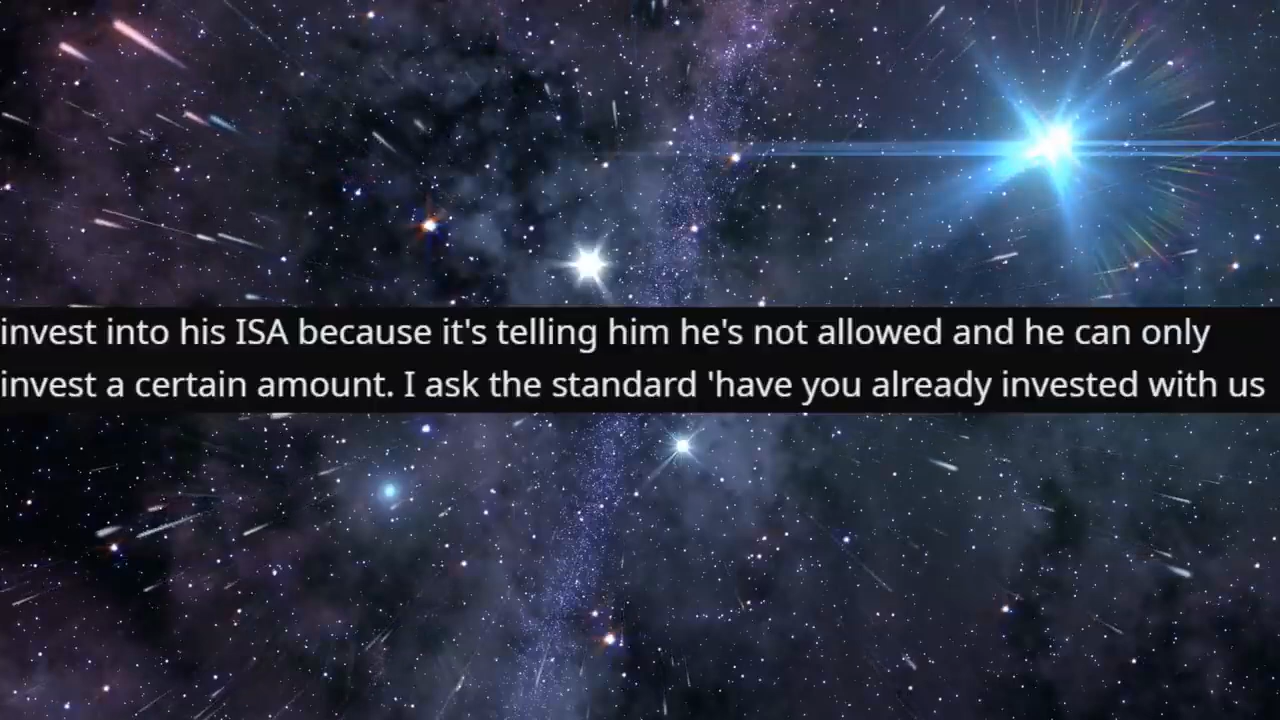 invest into his ISA because it's telling him he's not allowed and he can only
invest a certain amount. I ask the standard 'have you already invested with us